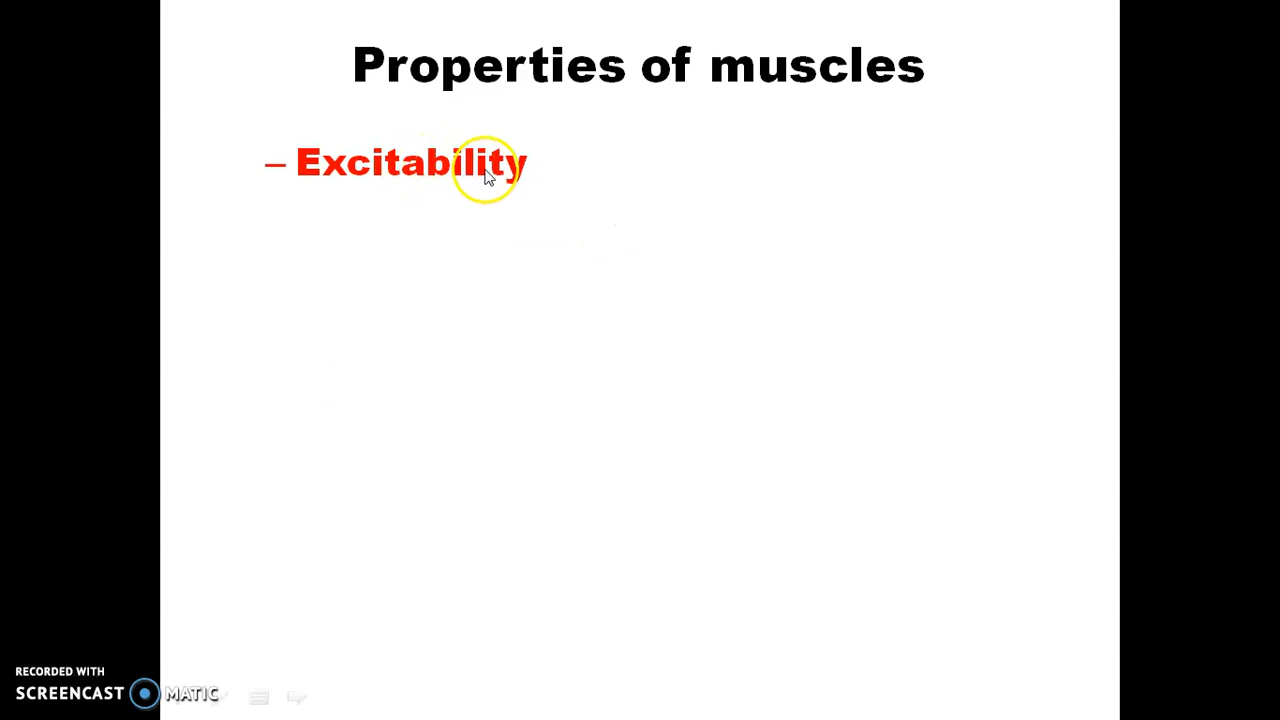 Properties of muscles
– Excitability
RECORDED WITH
SCREENCAST MATIC